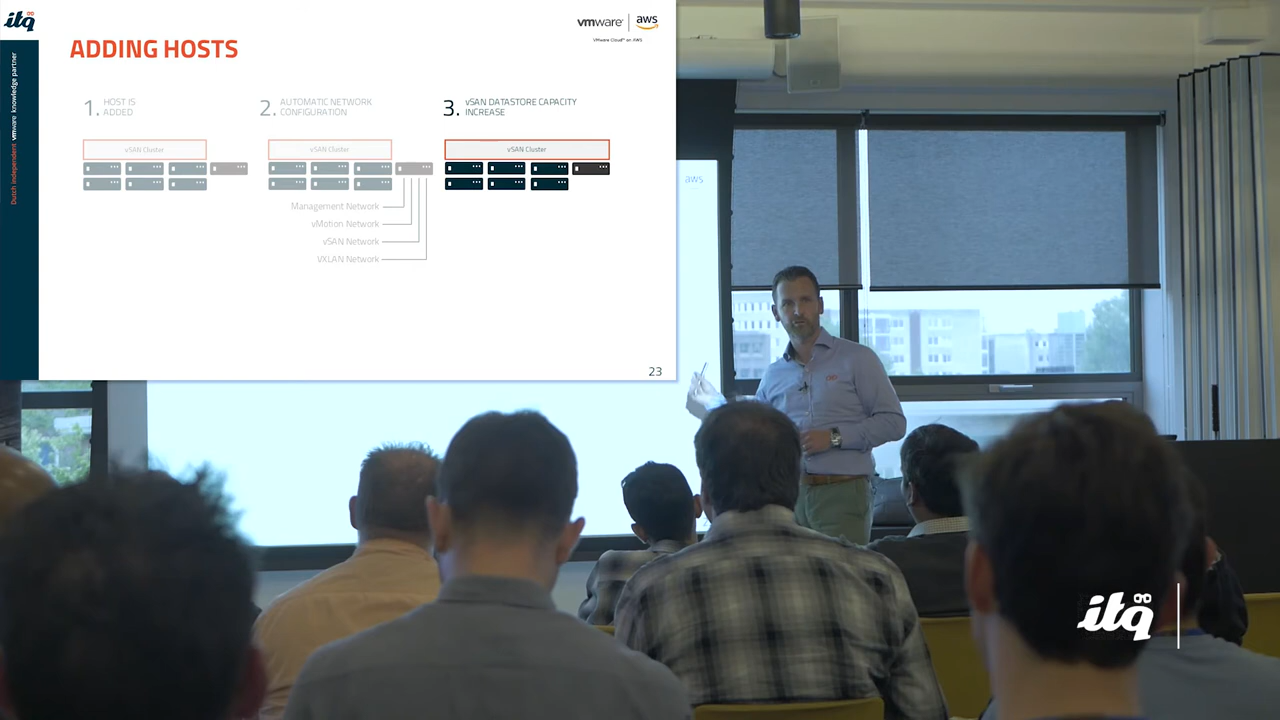 itq
Dutch independent vmware knowledge partner
ADDING HOSTS
vmware® | aws
VMware Cloud™ on AWS
1. HOST IS
ADDED
2. AUTOMATIC NETWORK
CONFIGURATION
3. vSAN DATASTORE CAPACITY
INCREASE
vSAN Cluster
vSAN Cluster
vSAN Cluster
Management Network
vMotion Network
vSAN Network
VXLAN Network
23
aws
itq